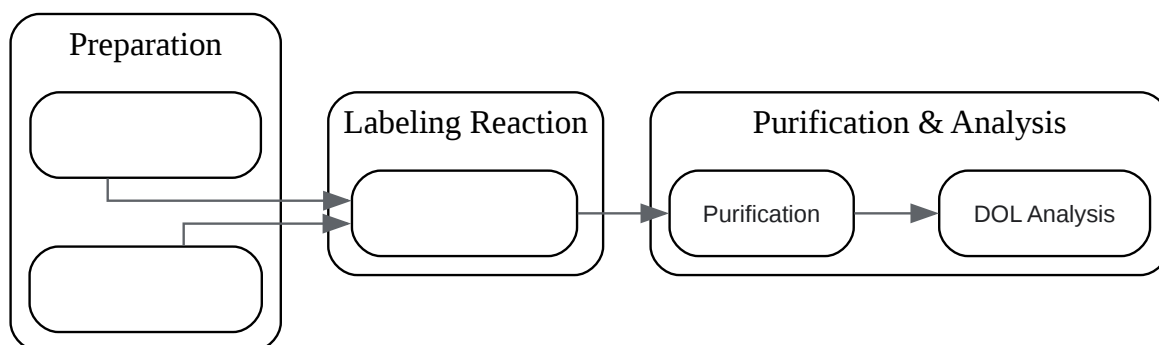 Preparation
Labeling Reaction
Purification & Analysis
Purification
DOL Analysis